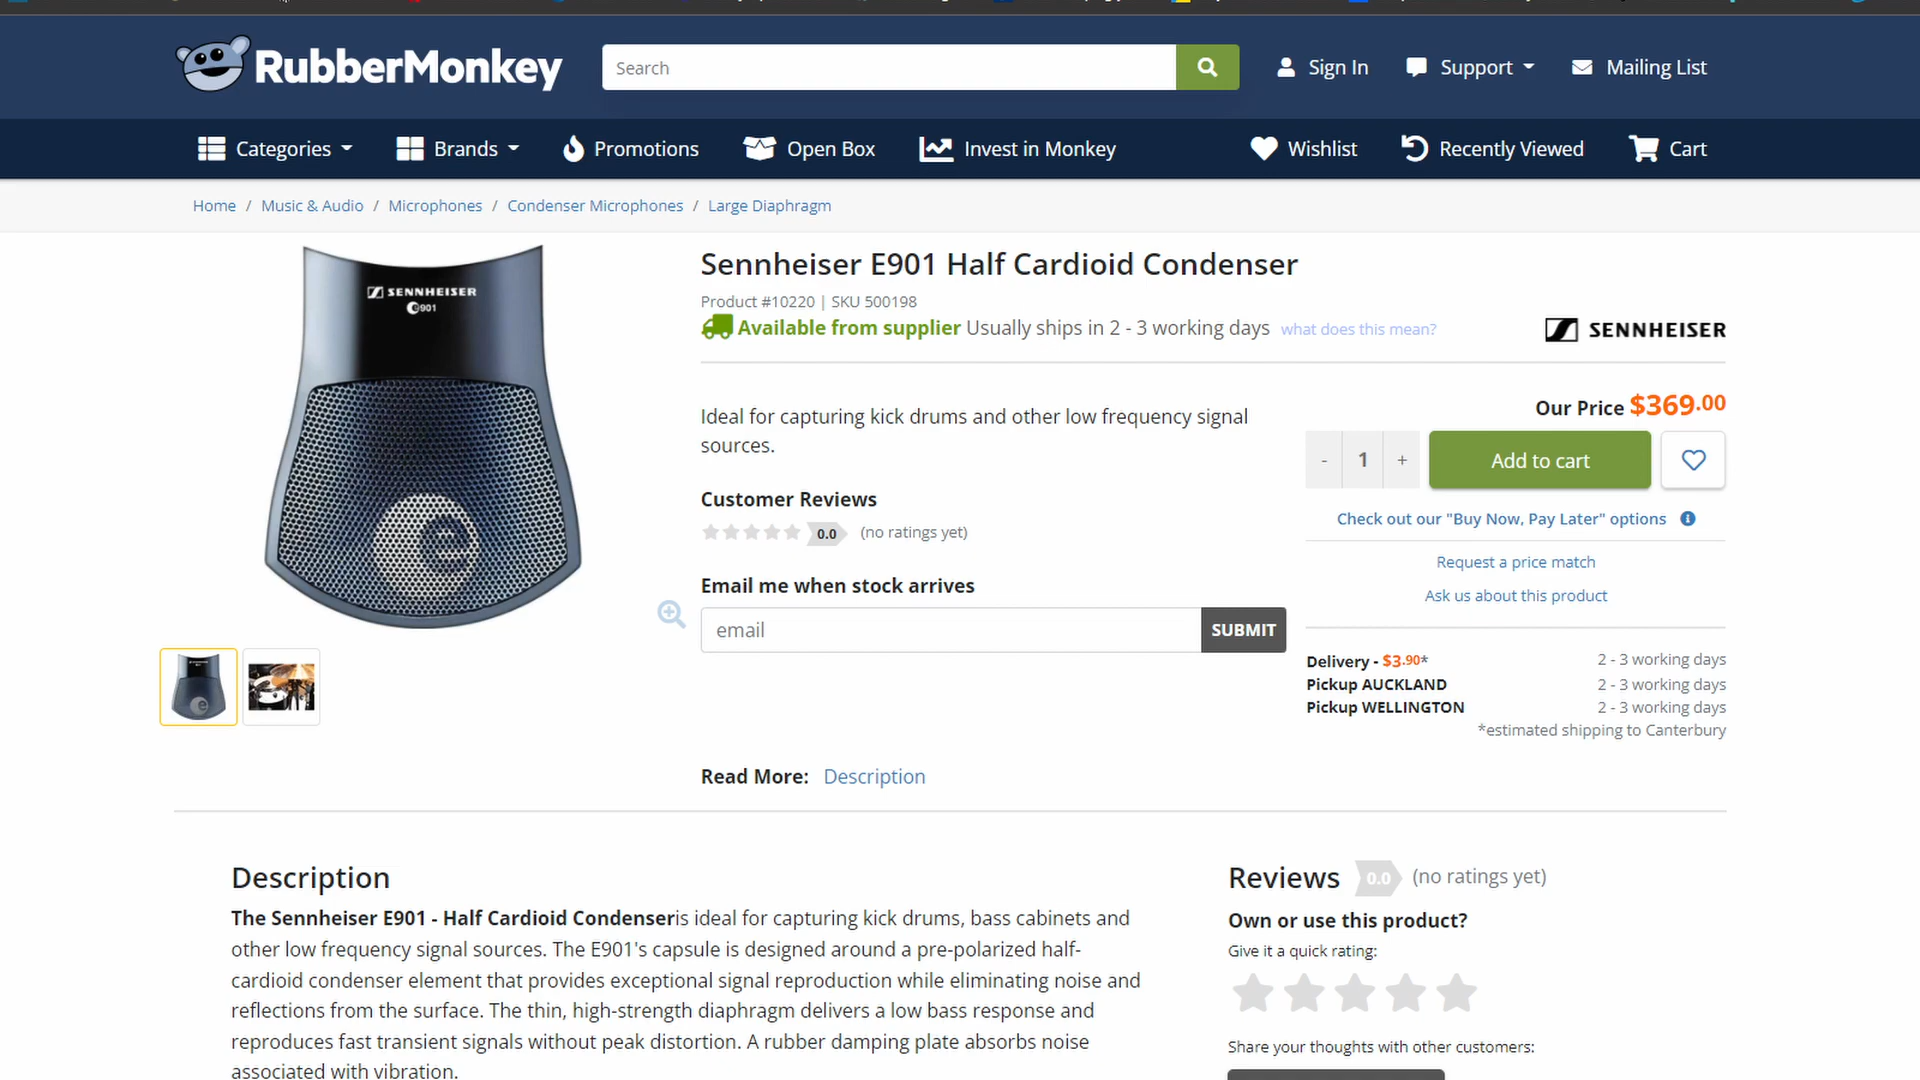 RubberMonkey
Search
Sign In
Support
Mailing List
Categories
Brands
Promotions
Open Box
Invest in Monkey
Wishlist
Recently Viewed
Cart
Home / Music & Audio / Microphones / Condenser Microphones / Large Diaphragm
SENNHEISER
e901
e
Sennheiser E901 Half Cardioid Condenser
Product #10220 | SKU 500198
Available from supplier Usually ships in 2 - 3 working days what does this mean?
SENNHEISER
Ideal for capturing kick drums and other low frequency signal
sources.
Customer Reviews
0.0 (no ratings yet)
Email me when stock arrives
email
SUBMIT
Read More: Description
Our Price $369.00
- 1 +
Add to cart
Check out our "Buy Now, Pay Later" options
Request a price match
Ask us about this product
Delivery - $3.90* 2 - 3 working days
Pickup AUCKLAND 2 - 3 working days
Pickup WELLINGTON 2 - 3 working days
*estimated shipping to Canterbury
Description
The Sennheiser E901 - Half Cardioid Condenseris ideal for capturing kick drums, bass cabinets and
other low frequency signal sources. The E901's capsule is designed around a pre-polarized half-
cardioid condenser element that provides exceptional signal reproduction while eliminating noise and
reflections from the surface. The thin, high-strength diaphragm delivers a low bass response and
reproduces fast transient signals without peak distortion. A rubber damping plate absorbs noise
associated with vibration.
Reviews 0.0 (no ratings yet)
Own or use this product?
Give it a quick rating:
Share your thoughts with other customers: